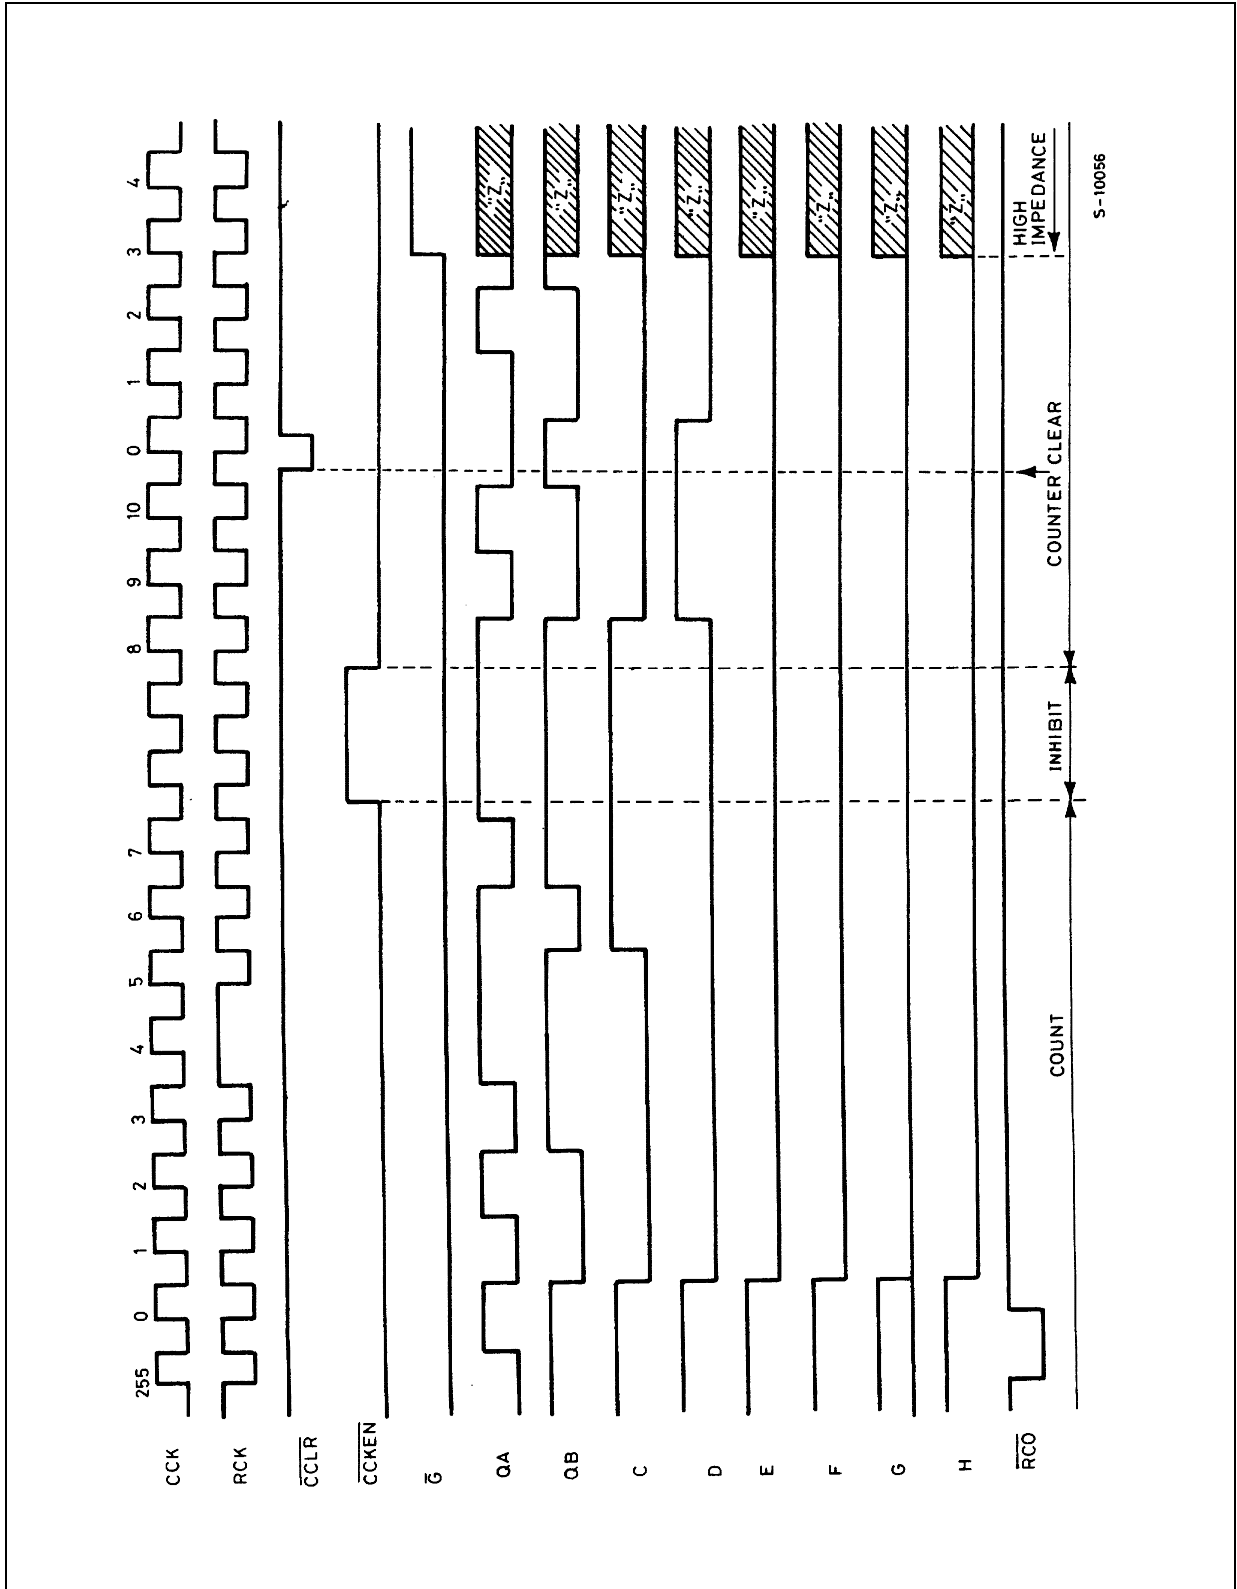 CCK
255 0 1 2 3 4 5 6 7 8 9 10 0 1 2 3 4
RCK
CCLR
CCKEN
G
QA
"Z"
QB
"Z"
C
"Z"
D
"Z"
E
"Z"
F
"Z"
G
"Z"
H
"Z"
RCO
COUNT
INHIBIT
COUNTER CLEAR
HIGH
IMPEDANCE
S-10056